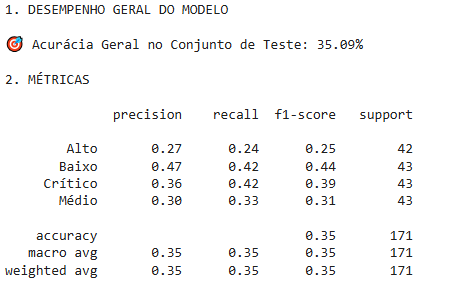 1. DESEMPENHO GERAL DO MODELO
🎯 Acurácia Geral no Conjunto de Teste: 35.09%
2. MÉTRICAS
precision recall f1-score support
Alto 0.27 0.24 0.25 42
Baixo 0.47 0.42 0.44 43
Crítico 0.36 0.42 0.39 43
Médio 0.30 0.33 0.31 43
accuracy 0.35 171
macro avg 0.35 0.35 0.35 171
weighted avg 0.35 0.35 0.35 171